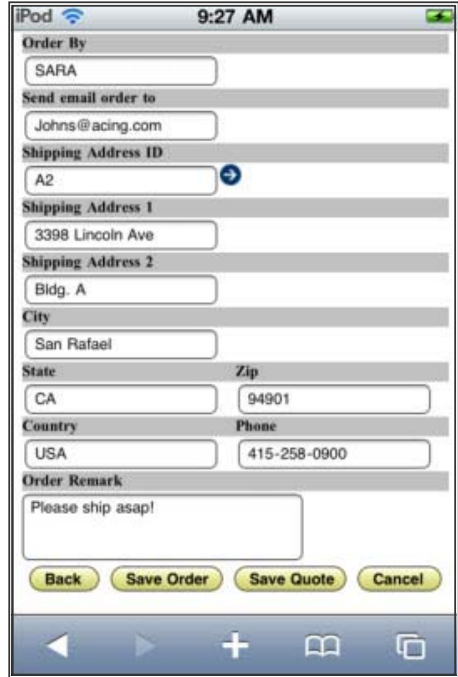 iPod 9:27 AM
Order By
SARA
Send email order to
Johns@acing.com
Shipping Address ID
A2
Shipping Address 1
3398 Lincoln Ave
Shipping Address 2
Bldg. A
City
San Rafael
State Zip
CA 94901
Country Phone
USA 415-258-0900
Order Remark
Please ship asap!
Back Save Order Save Quote Cancel